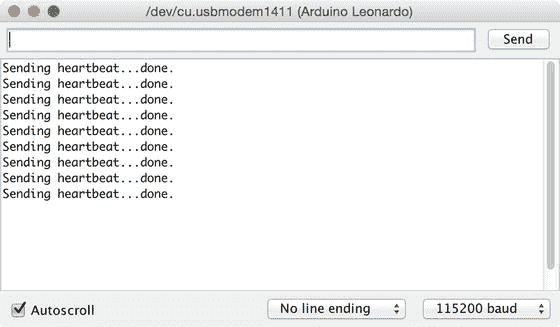 /dev/cu.usbmodem1411 (Arduino Leonardo)
Send
Sending heartbeat...done.
Sending heartbeat...done.
Sending heartbeat...done.
Sending heartbeat...done.
Sending heartbeat...done.
Sending heartbeat...done.
Sending heartbeat...done.
Sending heartbeat...done.
Sending heartbeat...done.
Autoscroll No line ending 115200 baud